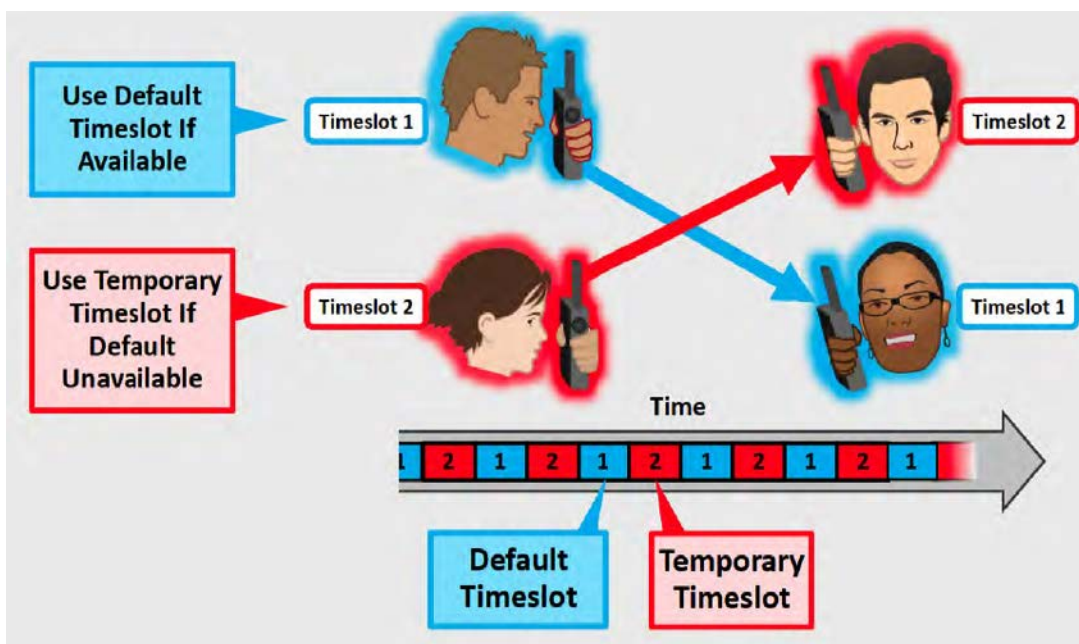 Use Default
Timeslot If
Available
Timeslot 1
Timeslot 2
Use Temporary
Timeslot If
Default
Unavailable
Timeslot 2
Timeslot 1
Time
1 2 1 2 1 2 1 2 1 2 1
Default
Timeslot
Temporary
Timeslot